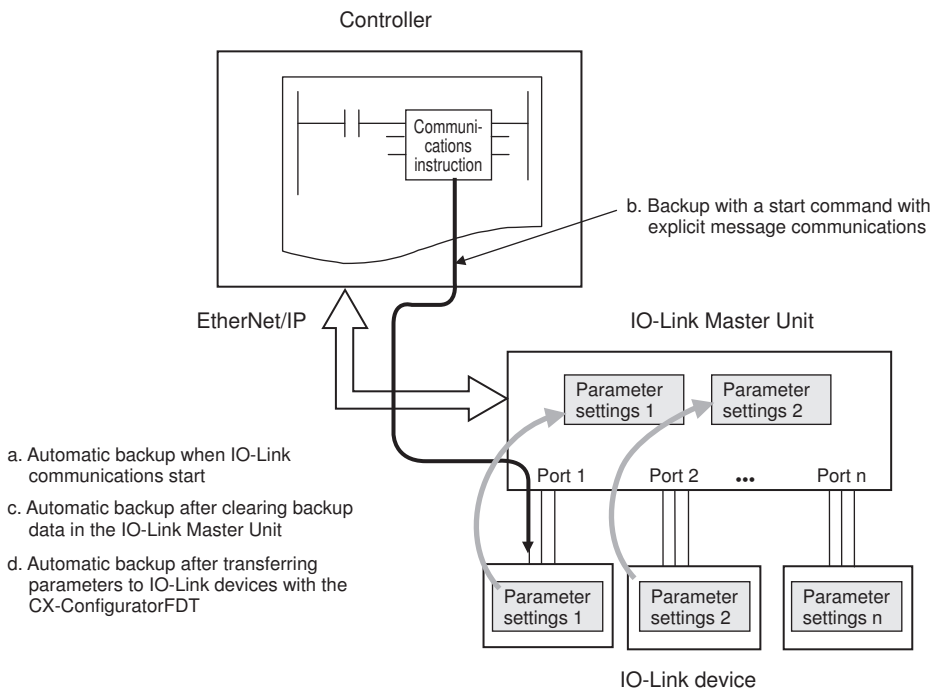 Controller
Communi-
cations
instruction
b. Backup with a start command with
explicit message communications
EtherNet/IP
IO-Link Master Unit
Parameter
settings 1
Parameter
settings 2
a. Automatic backup when IO-Link
communications start
c. Automatic backup after clearing backup
data in the IO-Link Master Unit
d. Automatic backup after transferring
parameters to IO-Link devices with the
CX-ConfiguratorFDT
Port 1
Port 2
•••
Port n
Parameter
settings 1
Parameter
settings 2
Parameter
settings n
IO-Link device